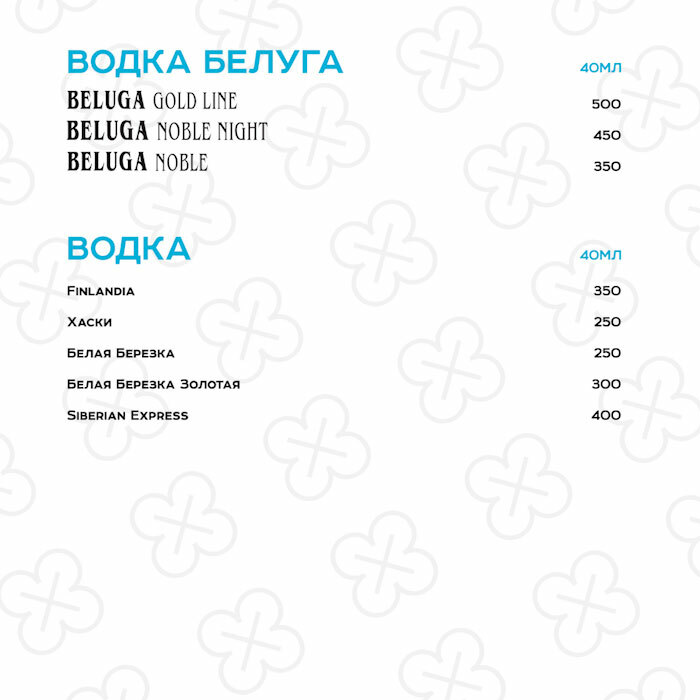 ВОДКА БЕЛУГА 40МЛ
BELUGA GOLD LINE 500
BELUGA NOBLE NIGHT 450
BELUGA NOBLE 350
ВОДКА 40МЛ
Finlandia 350
Хаски 250
Белая Березка 250
Белая Березка Золотая 300
Siberian Express 400